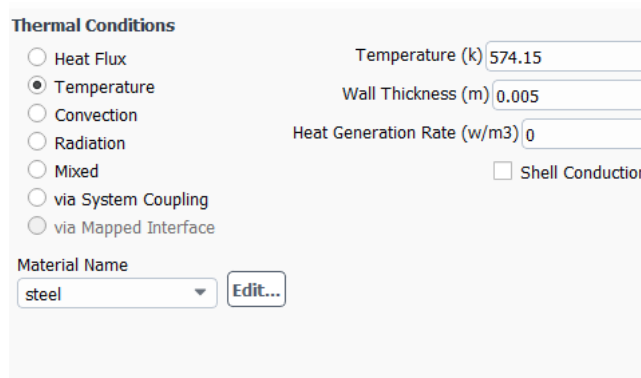 Thermal Conditions
Heat Flux
Temperature
Convection
Radiation
Mixed
via System Coupling
via Mapped Interface
Temperature (k) 574.15
Wall Thickness (m) 0.005
Heat Generation Rate (w/m3) 0
Shell Conduction
Material Name
steel
Edit...